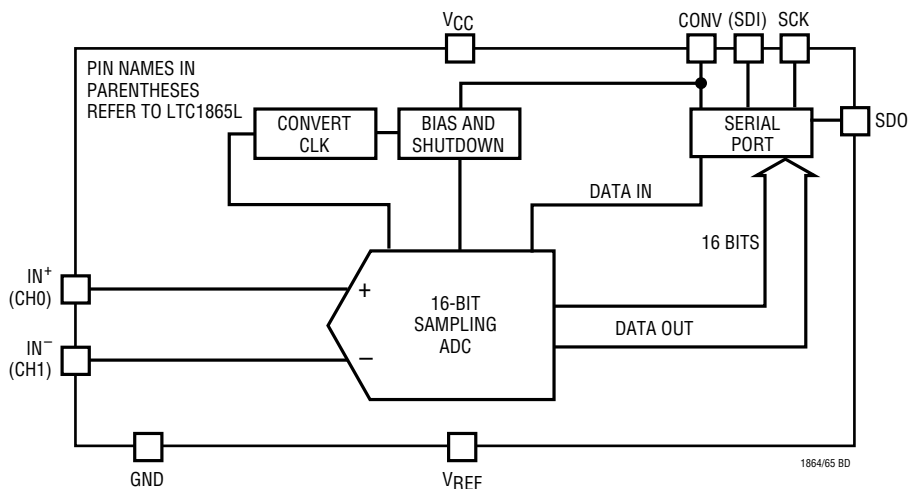 VCC
CONV (SDI) SCK
PIN NAMES IN
PARENTHESES
REFER TO LTC1865L
CONVERT
CLK
BIAS AND
SHUTDOWN
SERIAL
PORT
SDO
DATA IN
16 BITS
IN+
(CH0)
+
16-BIT
SAMPLING
ADC
DATA OUT
IN−
(CH1)
−
GND
VREF
1864/65 BD